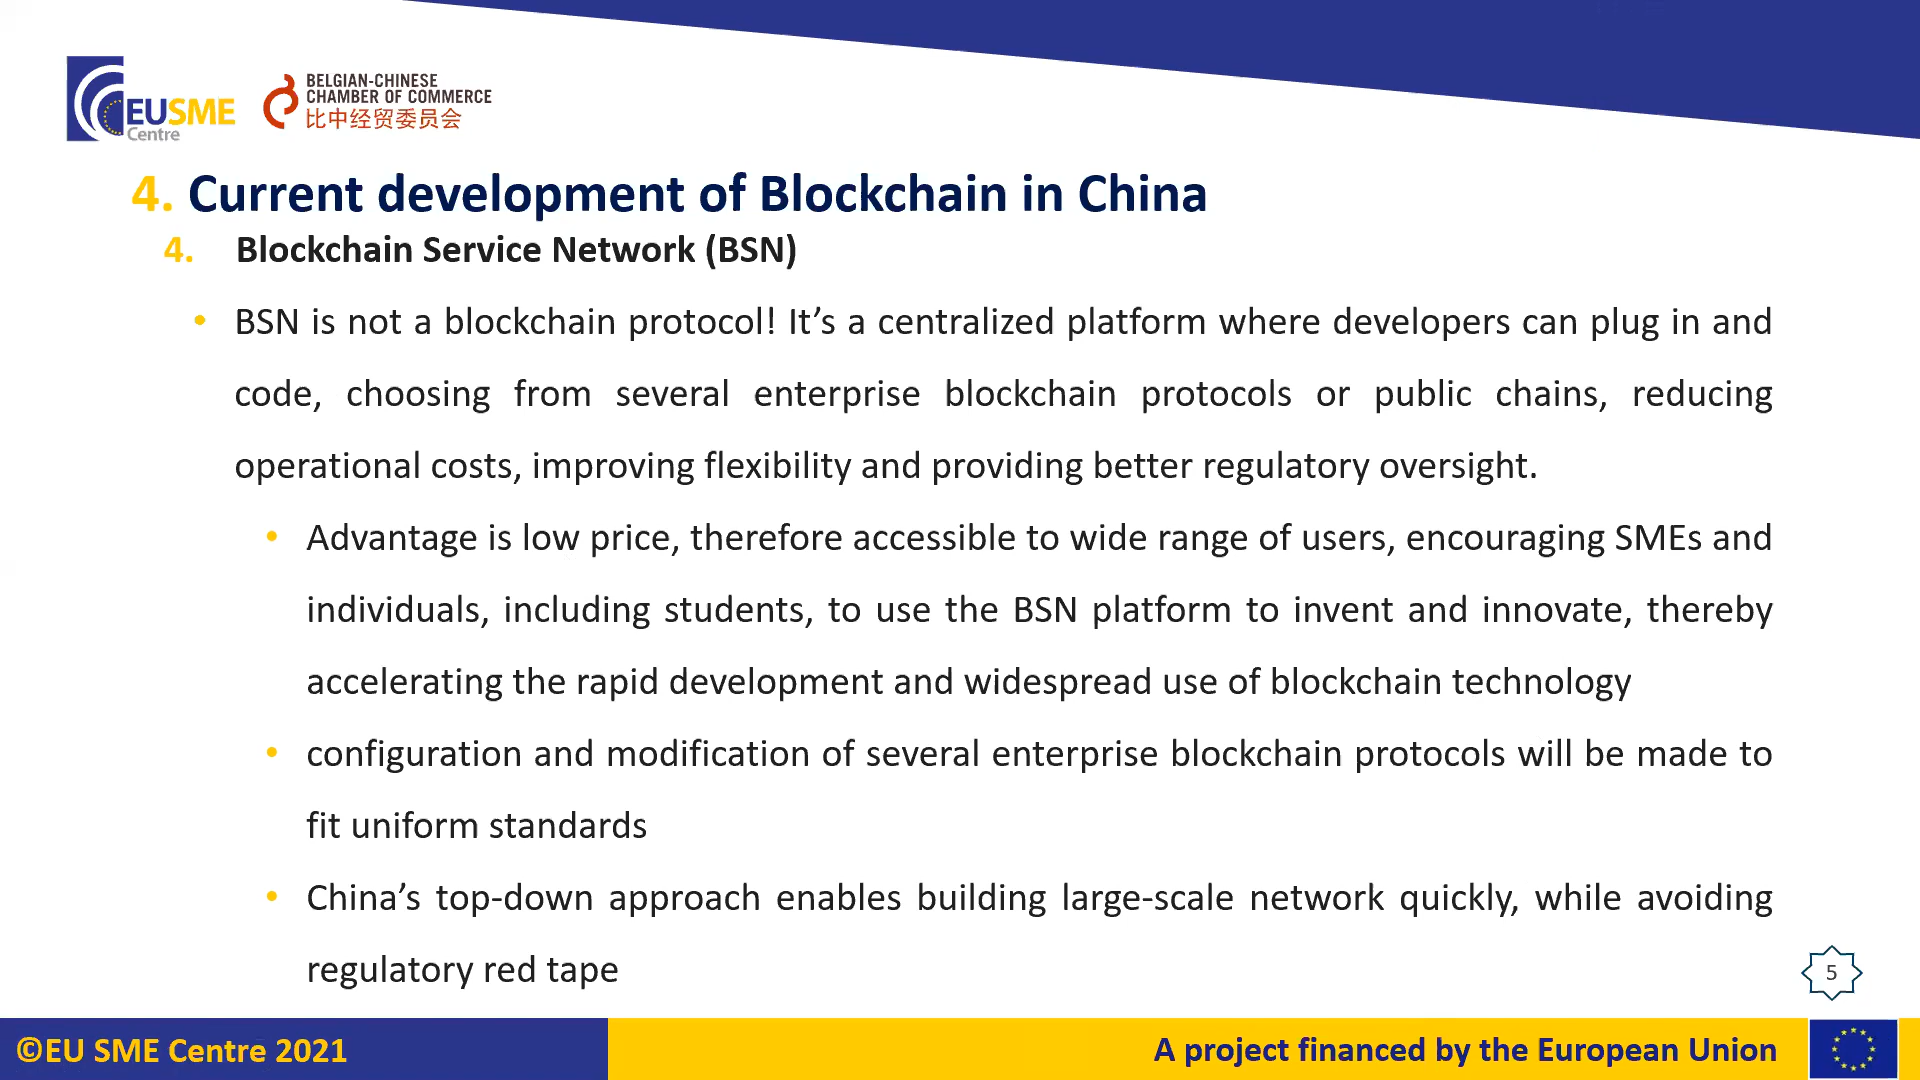 EUSME
Centre
BELGIAN-CHINESE
CHAMBER OF COMMERCE
比中经贸委员会
4. Current development of Blockchain in China
4. Blockchain Service Network (BSN)
• BSN is not a blockchain protocol! It’s a centralized platform where developers can plug in and
code, choosing from several enterprise blockchain protocols or public chains, reducing
operational costs, improving flexibility and providing better regulatory oversight.
• Advantage is low price, therefore accessible to wide range of users, encouraging SMEs and
individuals, including students, to use the BSN platform to invent and innovate, thereby
accelerating the rapid development and widespread use of blockchain technology
• configuration and modification of several enterprise blockchain protocols will be made to
fit uniform standards
• China’s top-down approach enables building large-scale network quickly, while avoiding
regulatory red tape
5
©EU SME Centre 2021
A project financed by the European Union